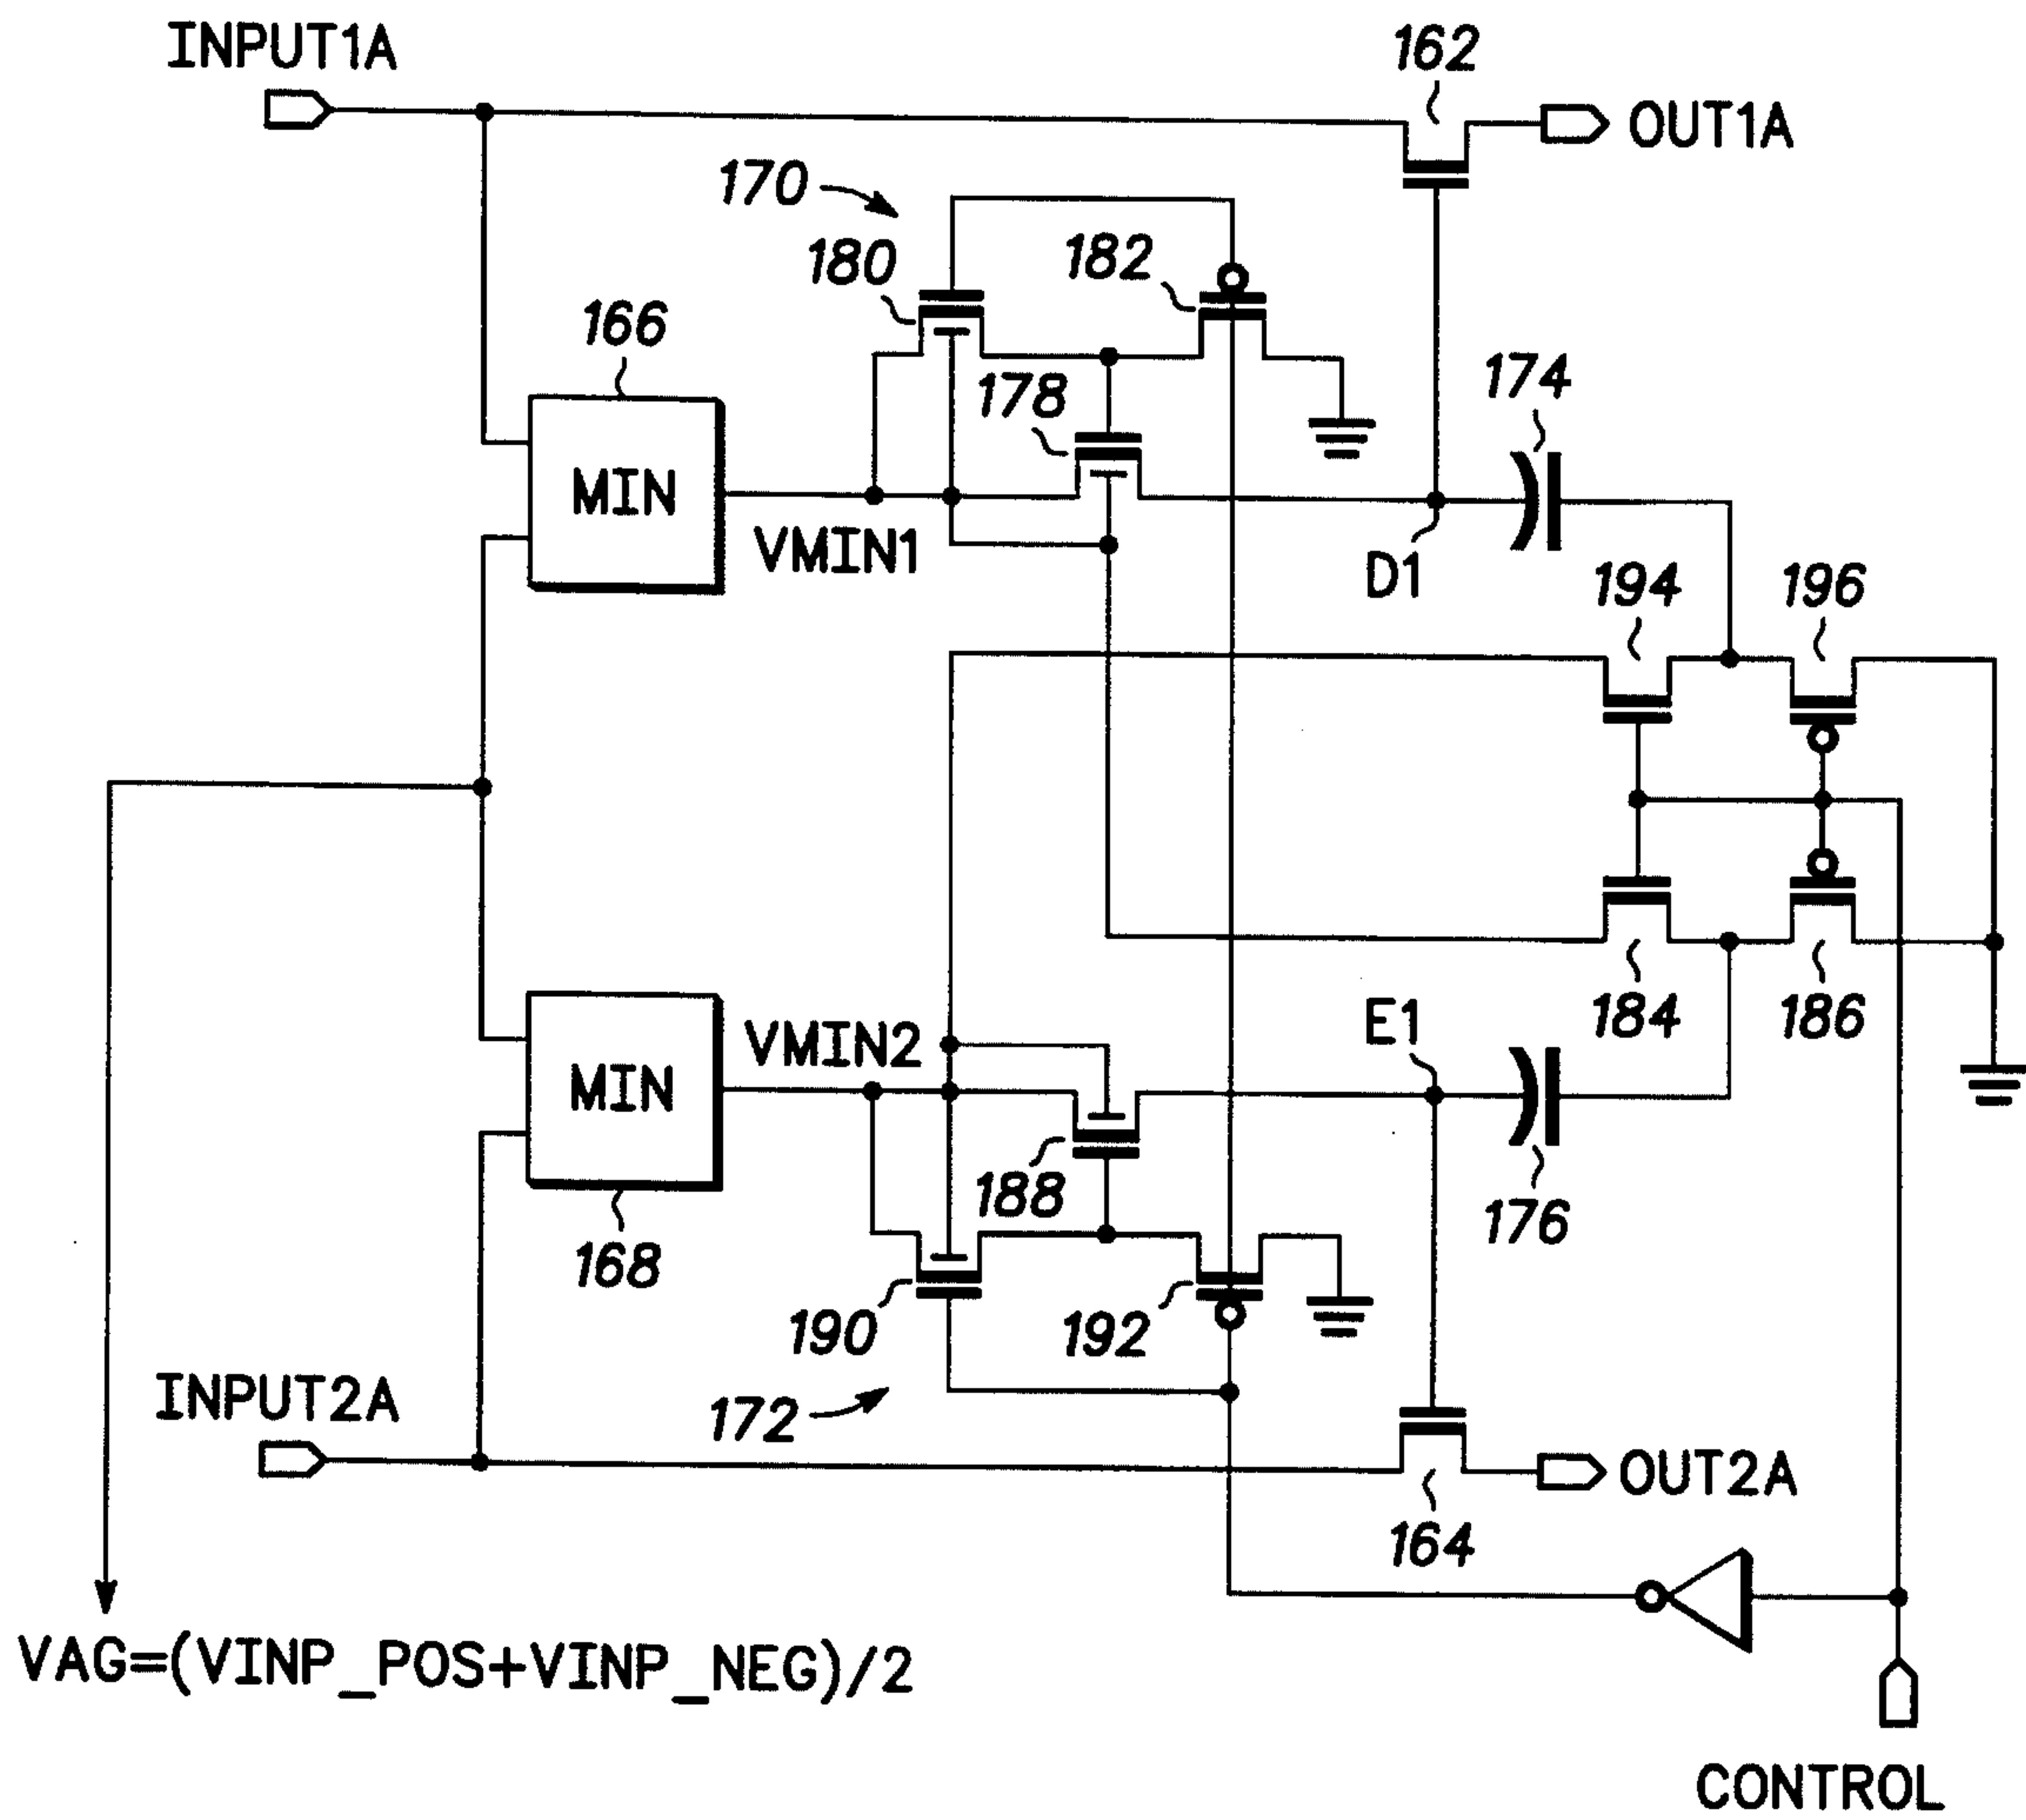 INPUT1A
162
OUT1A
170
180
182
166
178
174
MIN
VMIN1
D1
194
196
184
186
E1
VMIN2
MIN
188
176
168
190
192
172
INPUT2A
OUT2A
164
VAG=(VINP_POS+VINP_NEG)/2
CONTROL